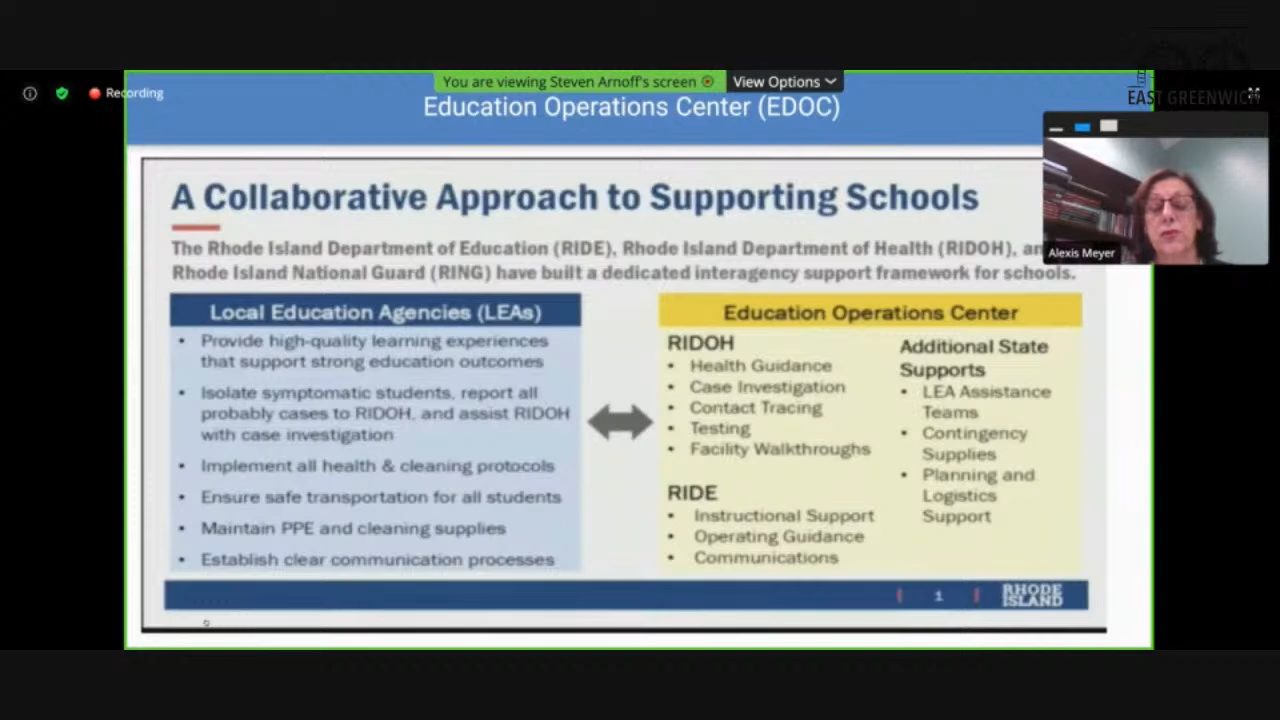 You are viewing Steven Arnoff's screen
View Options
Recording
EAST GREENWICH
Education Operations Center (EDOC)
Alexis Meyer
A Collaborative Approach to Supporting Schools
The Rhode Island Department of Education (RIDE), Rhode Island Department of Health (RIDOH), an
Rhode Island National Guard (RING) have built a dedicated interagency support framework for schools.
Local Education Agencies (LEAs)
• Provide high-quality learning experiences
that support strong education outcomes
• Isolate symptomatic students, report all
probably cases to RIDOH, and assist RIDOH
with case investigation
• Implement all health & cleaning protocols
• Ensure safe transportation for all students
• Maintain PPE and cleaning supplies
• Establish clear communication processes
Education Operations Center
RIDOH
• Health Guidance
• Case Investigation
• Contact Tracing
• Testing
• Facility Walkthroughs
RIDE
• Instructional Support
• Operating Guidance
• Communications
Additional State
Supports
• LEA Assistance
Teams
• Contingency
Supplies
• Planning and
Logistics
Support
1
RHODE
ISLAND